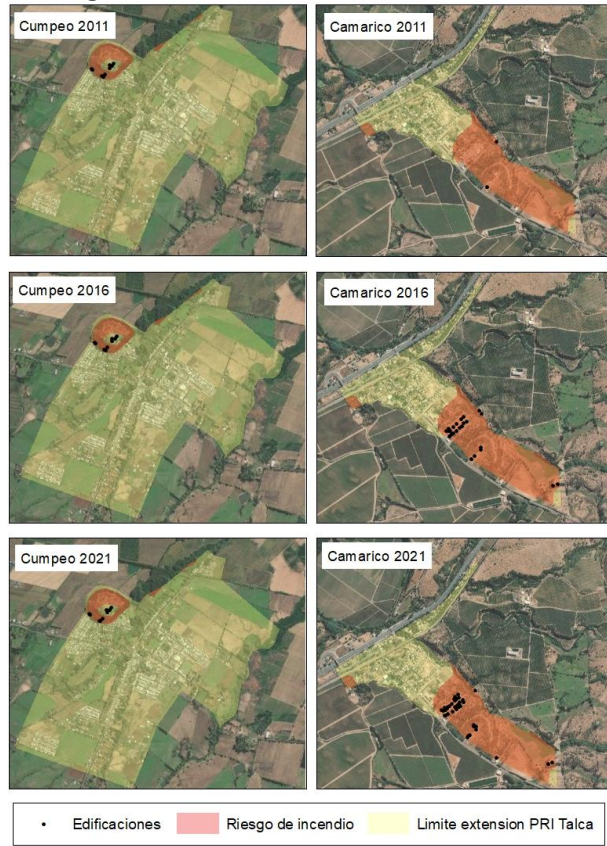 Cumpeo 2011
Camarico 2011
Cumpeo 2016
Camarico 2016
Cumpeo 2021
Camarico 2021
Edificaciones
Riesgo de incendio
Limite extension PRI Talca